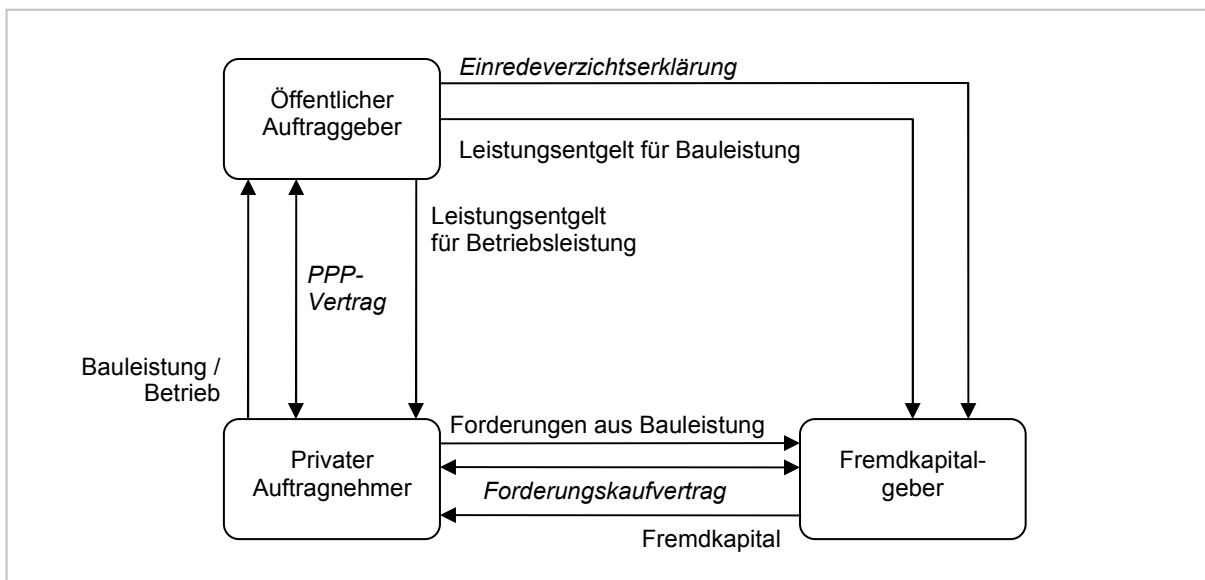 Einredeverzichtserklärung
Öffentlicher
Auftraggeber
Leistungsentgelt für Bauleistung
Leistungsentgelt
für Betriebsleistung
PPP-
Vertrag
Bauleistung /
Betrieb
Forderungen aus Bauleistung
Privater
Auftragnehmer
Fremdkapital-
geber
Forderungskaufvertrag
Fremdkapital